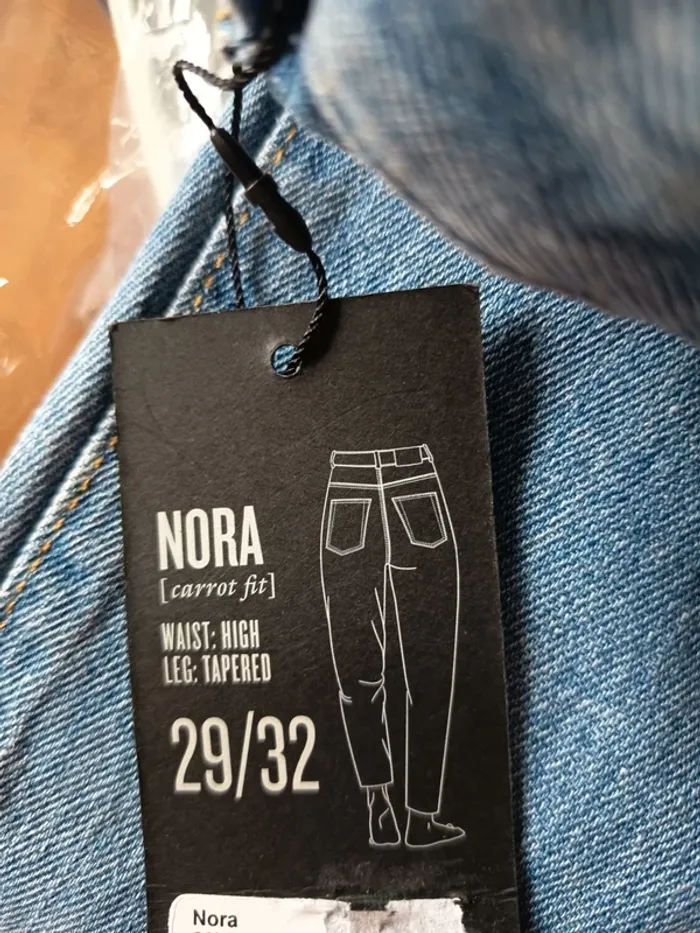 NORA
[carrot fit]
WAIST: HIGH
LEG: TAPERED
29/32
Nora